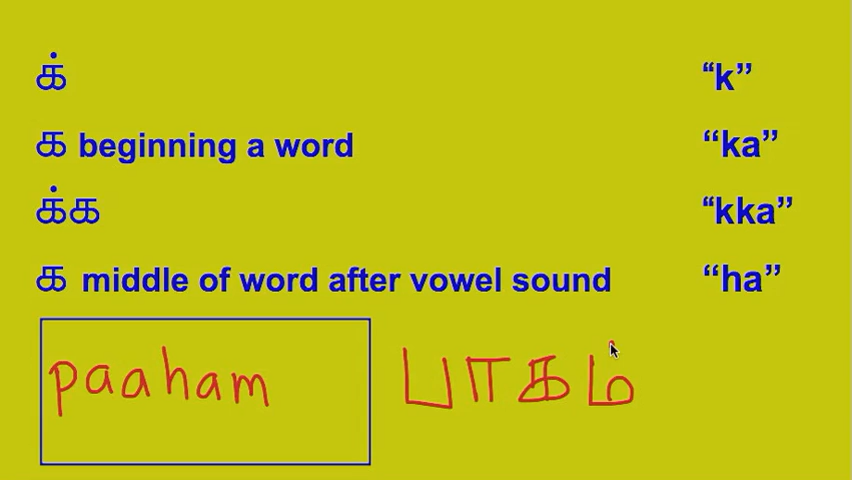 க் “k”
க beginning a word “ka”
க்க “kka”
க middle of word after vowel sound “ha”
paaham பாகம்